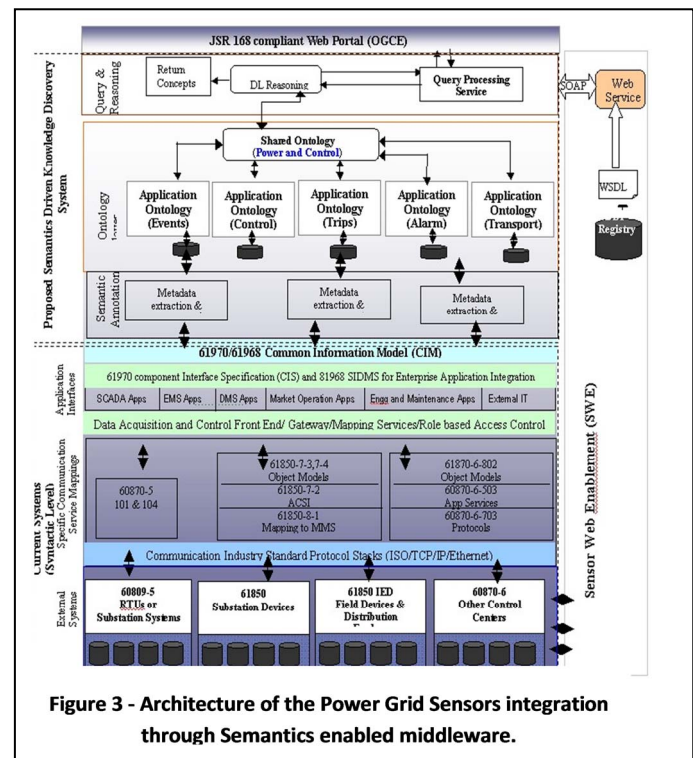 JSR 168 compliant Web Portal (OGCE)
Proposed Semantics Driven Knowledge Discovery
System
Query &
Reasoning
Return
Concepts
DL Reasoning
Query Processing
Service
SOAP
Web
Service
WSDL
Registry
Shared Ontology
(Power and Control)
Ontology
Application
Ontology
(Events)
Application
Ontology
(Control)
Application
Ontology
(Trips)
Application
Ontology
(Alarm)
Application
Ontology
(Transport)
Semantic
Annotation
Metadata
extraction &
Metadata
extraction &
Metadata
extraction &
61970/61968 Common Information Model (CIM)
Application
Interfaces
61970 component Interface Specification (CIS) and 81968 SIDMS for Enterprise Application Integration
SCADA Apps
EMS Apps
DMS Apps
Market Operation Apps
Engg and Maintenance Apps
External IT
Data Acquisition and Control Front End/ Gateway/Mapping Services/Role based Access Control
Current Systems
(Syntactic Level)
Specific Communication
Service Mappings
60870-5
101 & 104
61850-7-3,7-4
Object Models
61850-7-2
ACSI
61850-8-1
Mapping to MMS
61870-6-802
Object Models
60870-6-503
App Services
60870-6-703
Protocols
Communication Industry Standard Protocol Stacks (ISO/TCP/IP/Ethernet)
External
Systems
60809-5
RTUs or
Substation Systems
61850
Substation Devices
61850 IED
Field Devices &
Distribution
60870-6
Other Control
Centers
Sensor Web Enablement (SWE)
Figure 3 - Architecture of the Power Grid Sensors integration
through Semantics enabled middleware.